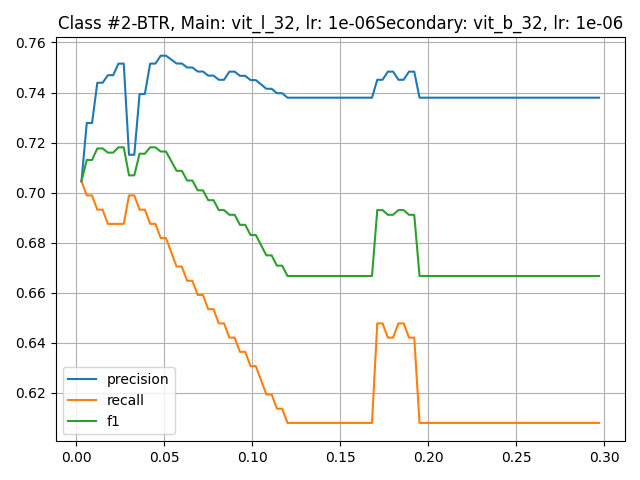 Class #2-BTR, Main: vit_l_32, lr: 1e-06Secondary: vit_b_32, lr: 1e-06
0.76
0.74
0.72
0.70
0.68
0.66
0.64
0.62
precision
recall
f1
0.00 0.05 0.10 0.15 0.20 0.25 0.30